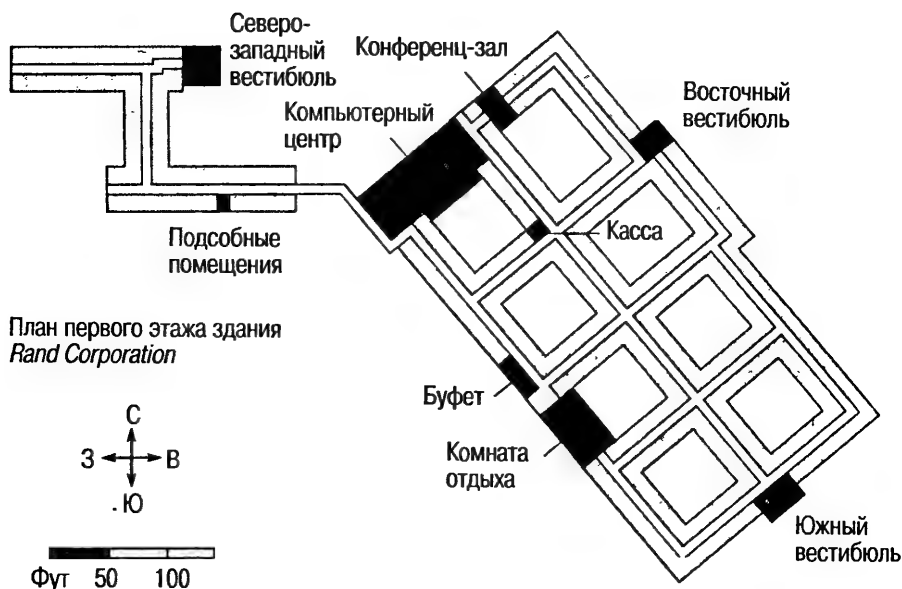 Северо-
западный
вестибюль
Конференц-зал
Компьютерный
центр
Восточный
вестибюль
Касса
Подсобные
помещения
План первого этажа здания
Rand Corporation
Буфет
Комната
отдыха
Южный
вестибюль
С
З В
Ю
Фут 50 100